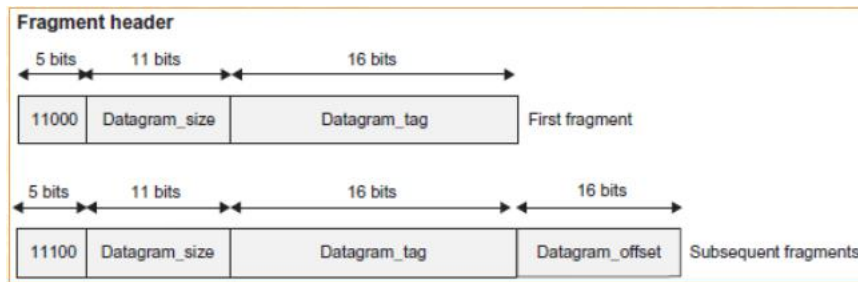 Fragment header
5 bits 11 bits 16 bits
11000 Datagram_size Datagram_tag First fragment
5 bits 11 bits 16 bits 16 bits
11100 Datagram_size Datagram_tag Datagram_offset Subsequent fragments